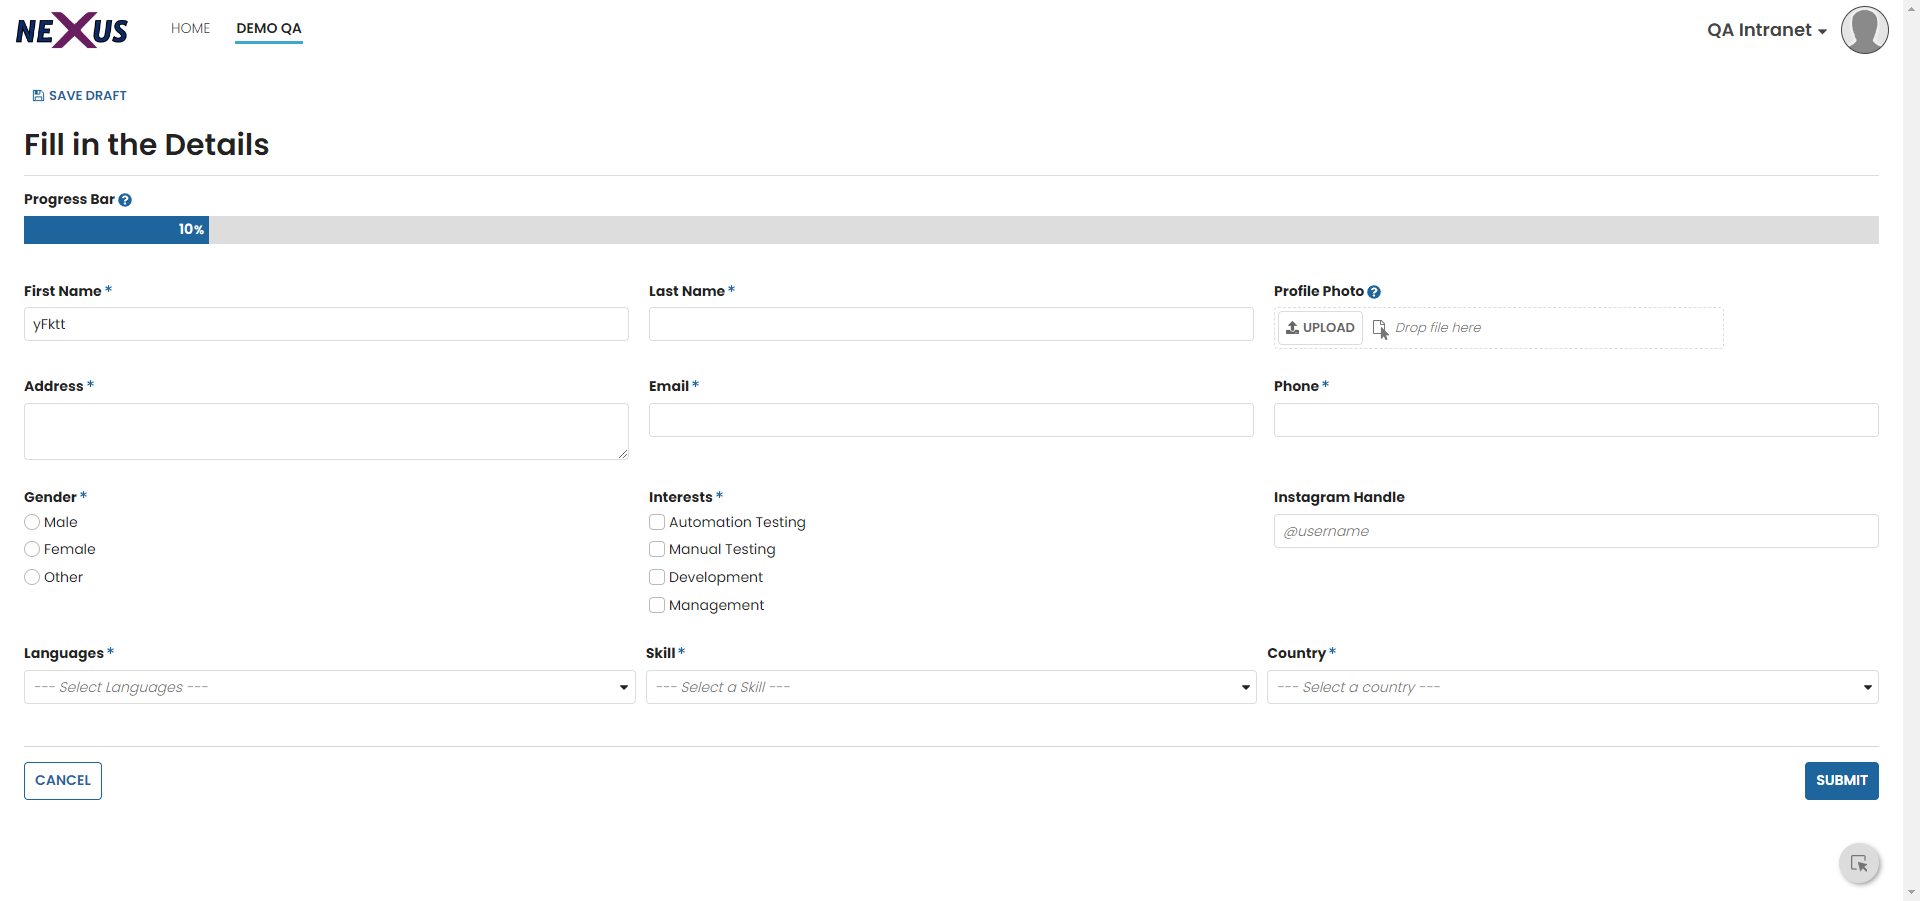 NEXUS HOME DEMO QA QA Intranet
SAVE DRAFT
Fill in the Details
Progress Bar ?
10%
First Name * Last Name * Profile Photo ?
yFktt UPLOAD Drop file here
Address * Email * Phone *
Gender * Interests * Instagram Handle
Male Automation Testing @username
Female Manual Testing
Other Development
Management
Languages * Skill * Country *
--- Select Languages --- --- Select a Skill --- --- Select a country ---
CANCEL SUBMIT